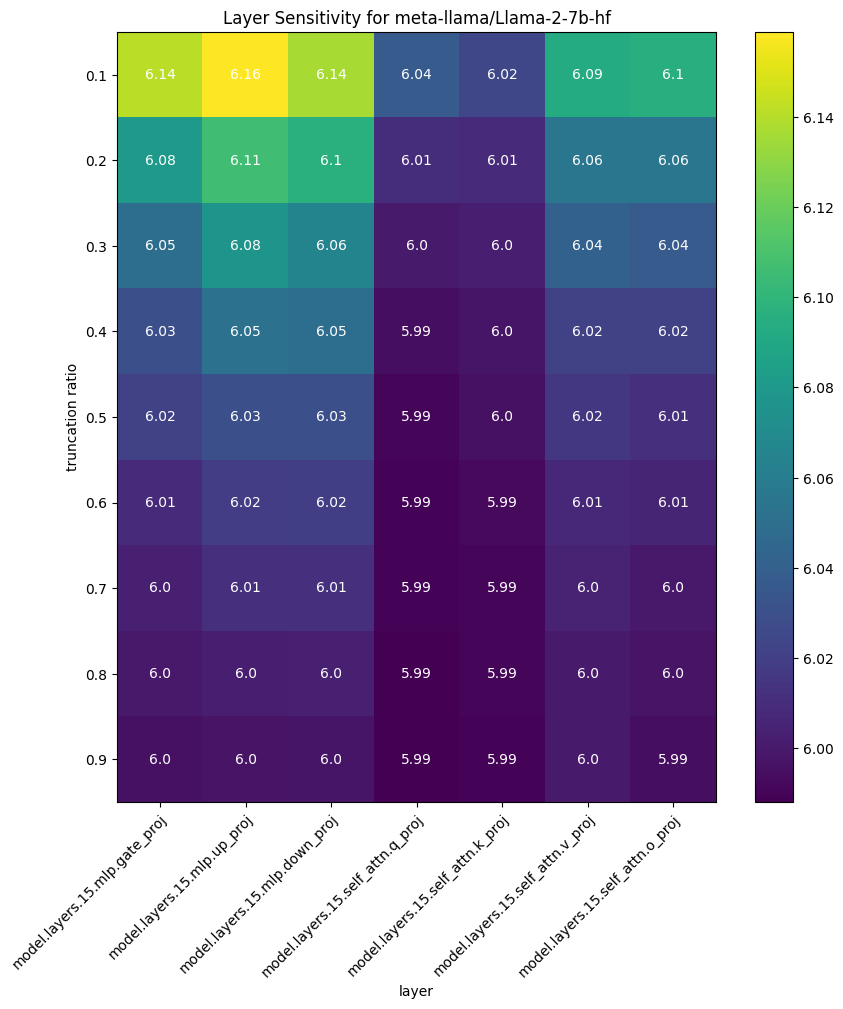 Layer Sensitivity for meta-llama/Llama-2-7b-hf
0.1 6.14 6.16 6.14 6.04 6.02 6.09 6.1
0.2 6.08 6.11 6.1 6.01 6.01 6.06 6.06
0.3 6.05 6.08 6.06 6.0 6.0 6.04 6.04
0.4 6.03 6.05 6.05 5.99 6.0 6.02 6.02
0.5 6.02 6.03 6.03 5.99 6.0 6.02 6.01
0.6 6.01 6.02 6.02 5.99 5.99 6.01 6.01
0.7 6.0 6.01 6.01 5.99 5.99 6.0 6.0
0.8 6.0 6.0 6.0 5.99 5.99 6.0 6.0
0.9 6.0 6.0 6.0 5.99 5.99 6.0 5.99
truncation ratio
model.layers.15.mlp.gate_proj
model.layers.15.mlp.up_proj
model.layers.15.mlp.down_proj
model.layers.15.self_attn.q_proj
model.layers.15.self_attn.k_proj
model.layers.15.self_attn.v_proj
model.layers.15.self_attn.o_proj
layer
6.14
6.12
6.10
6.08
6.06
6.04
6.02
6.00